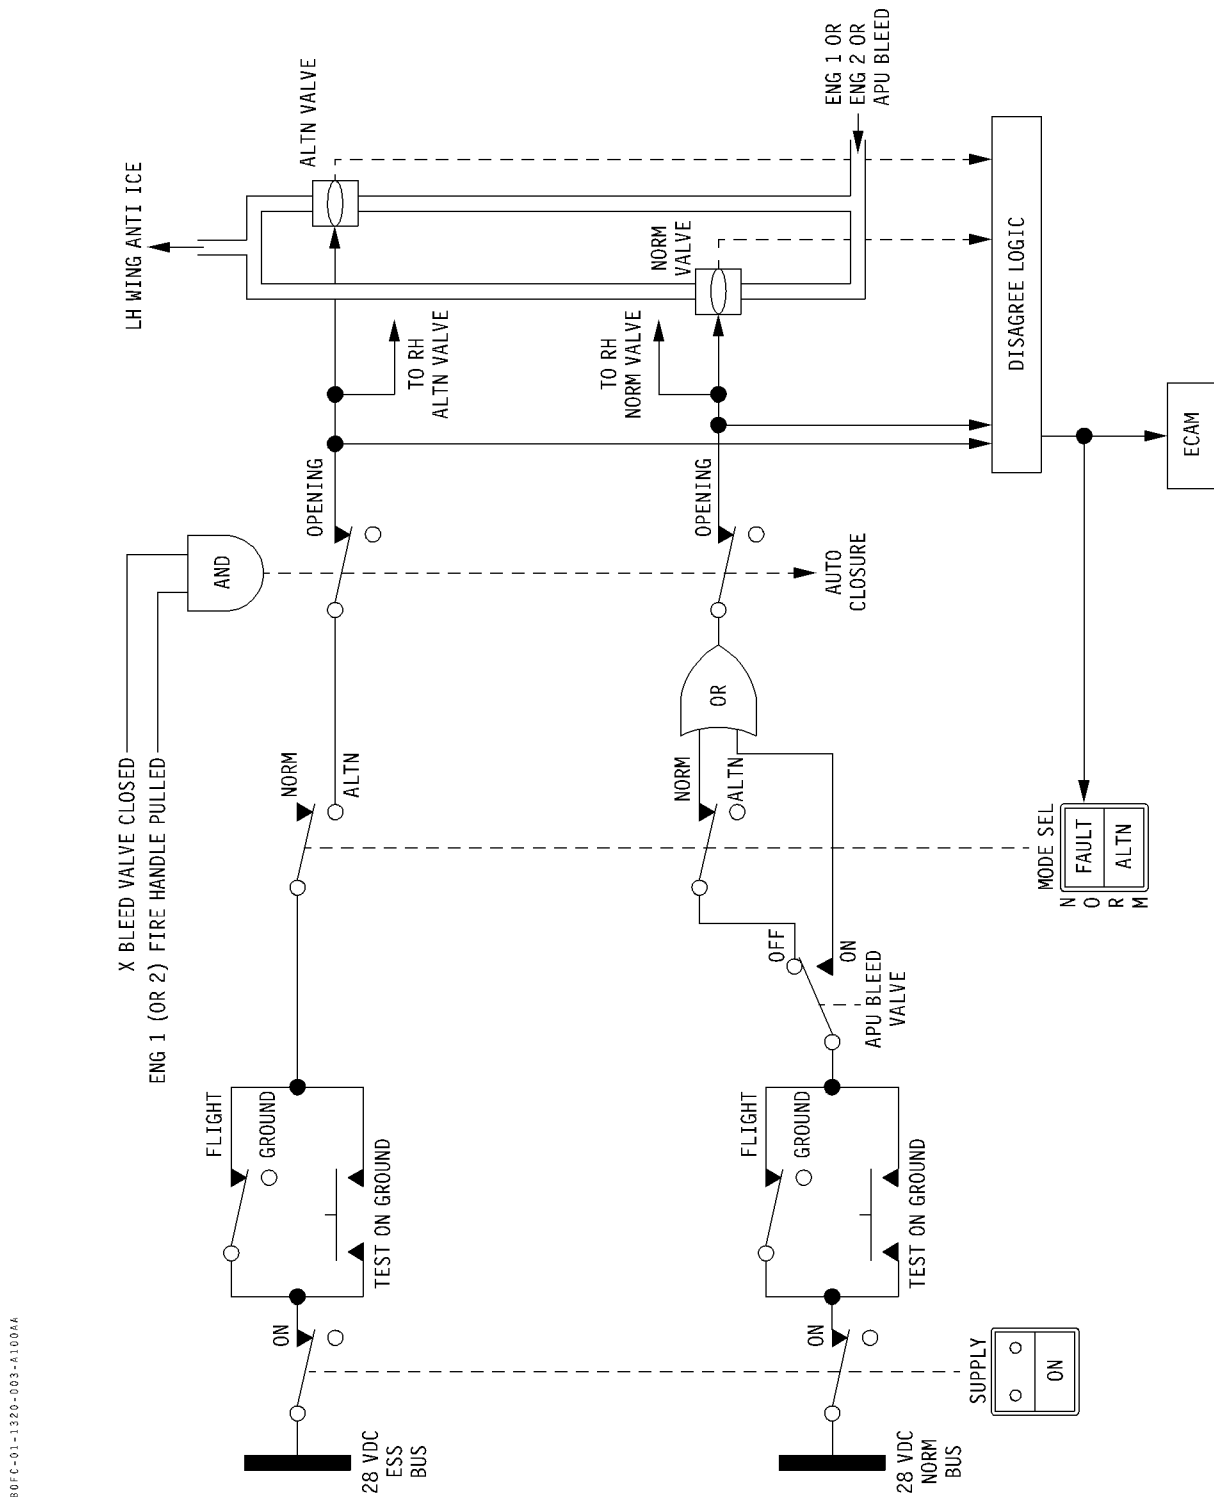 28 VDC
ESS
BUS
28 VDC
NORM
BUS
ON
ON
SUPPLY
ON
FLIGHT
GROUND
TEST ON GROUND
FLIGHT
GROUND
TEST ON GROUND
APU BLEED
VALVE
OFF
ON
X BLEED VALVE CLOSED
ENG 1 (OR 2) FIRE HANDLE PULLED
NORM
ALTN
NORM
ALTN
MODE SEL
FAULT
ALTN
NORM
AND
OR
AUTO
CLOSURE
OPENING
OPENING
TO RH
ALTN VALVE
TO RH
NORM VALVE
LH WING ANTI ICE
ALTN VALVE
NORM
VALVE
ENG 1 OR
ENG 2 OR
APU BLEED
DISAGREE LOGIC
ECAM
B0FC-01-1320-003-A100AA